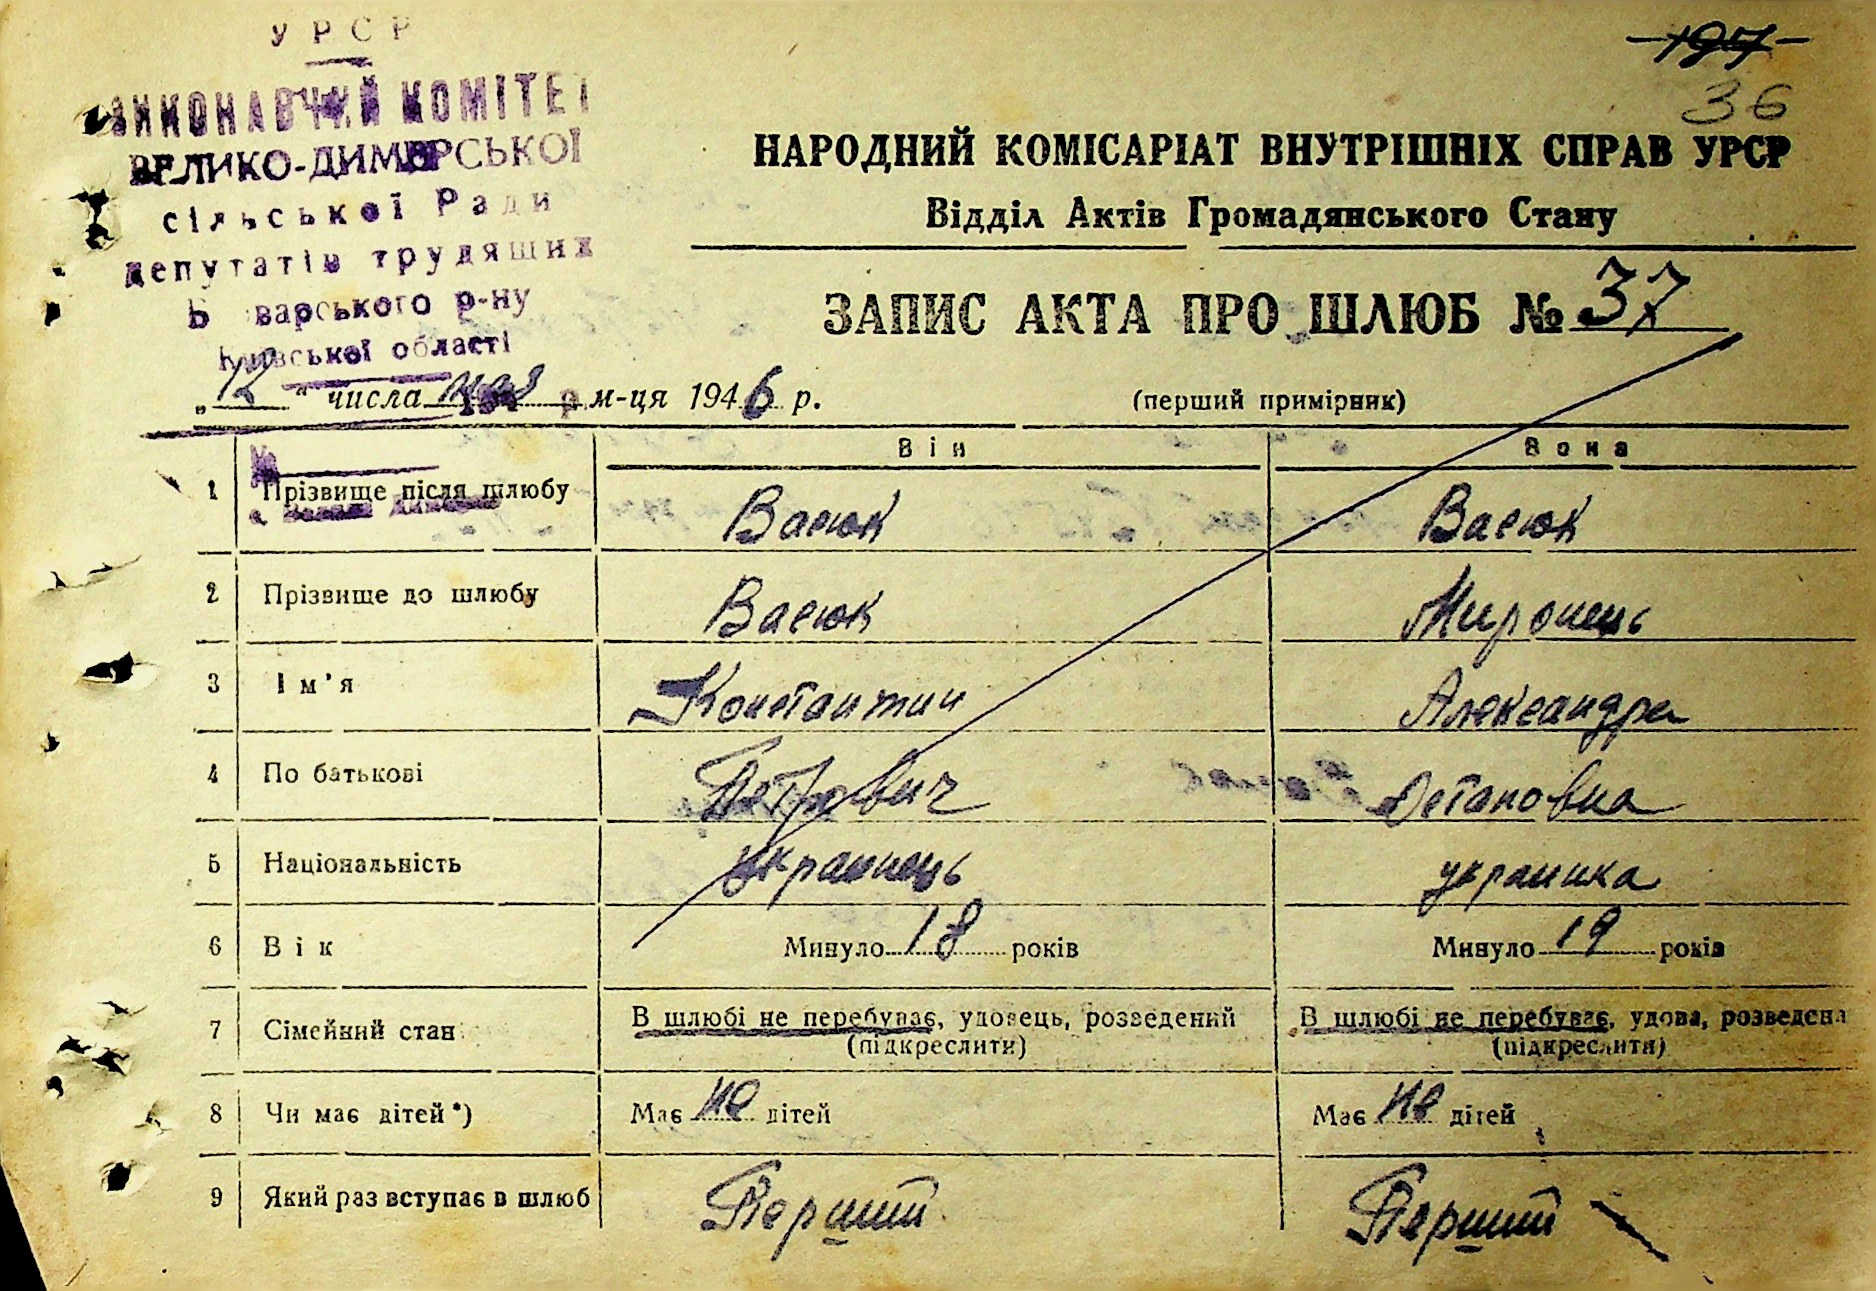 УРСР
ВИКОНАВЧИЙ КОМІТЕТ
ВЕЛИКО-ДИМЕРСЬКОЇ
сільської Ради
депутатів трудящих
Броварського р-ну
Київської області
197
36
НАРОДНИЙ КОМІСАРІАТ ВНУТРІШНІХ СПРАВ УРСР
Відділ Актів Громадянського Стану
ЗАПИС АКТА ПРО ШЛЮБ № 37
„12“ числа мая м-ця 1946 р.
(перший примірник)
Він Вона
1 Прізвище після шлюбу Васюк Васюк
2 Прізвище до шлюбу Васюк Миронець
3 Ім'я Константин Александра
4 По батькові Петрович Остаповна
5 Національність українець українка
6 Вік Минуло 18 років Минуло 19 років
7 Сімейний стан В шлюбі не перебуває, удовець, розведений В шлюбі не перебуває, удова, розведена
(підкреслити) (підкреслити)
8 Чи має дітей*) Має не дітей Має не дітей
9 Який раз вступає в шлюб Перший Перший